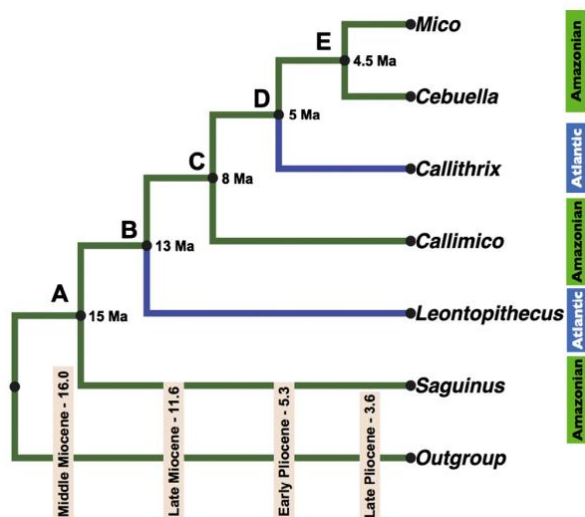 Mico
E
4.5 Ma
Amazonian
Cebuella
D
5 Ma
Callithrix
Atlantic
C
8 Ma
Callimico
Amazonian
B
13 Ma
Leontopithecus
Atlantic
A
15 Ma
Saguinus
Amazonian
Middle Miocene - 16.0
Late Miocene - 11.6
Early Pliocene - 5.3
Late Pliocene - 3.6
Outgroup